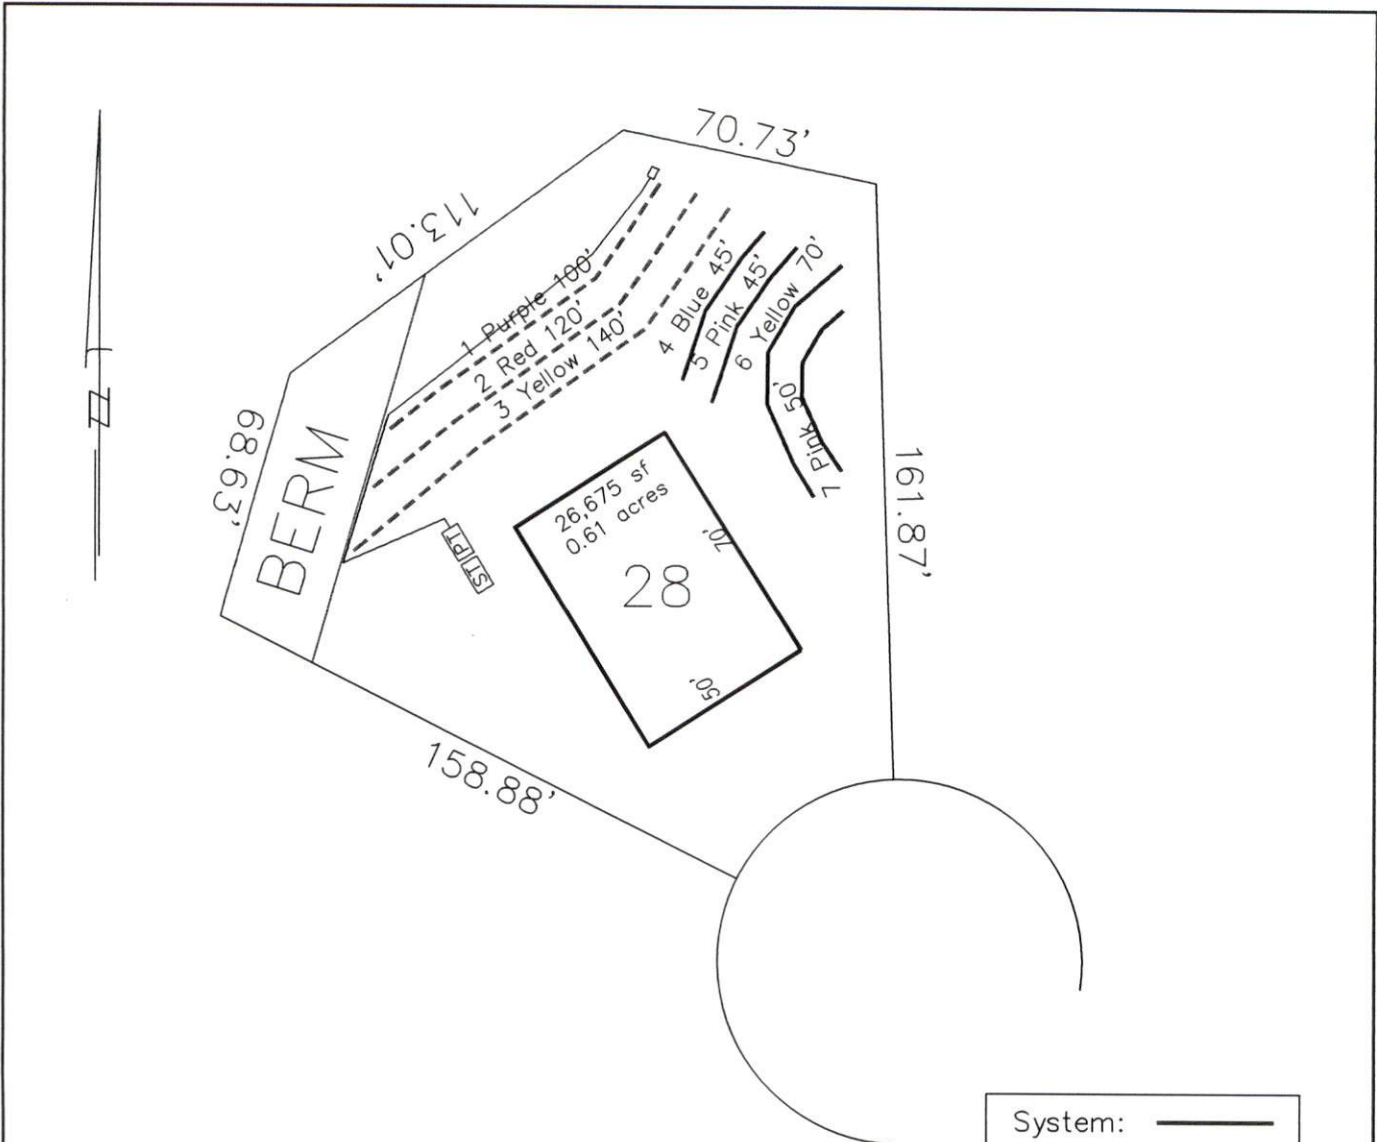 70.73'
113.01'
1 Purple 100'
2 Red 120'
3 Yellow 140'
4 Blue 45'
5 Pink 45'
6 Yellow 70'
7 Pink 50'
68.63'
BERM
161.87'
26,675 sf
0.61 acres
70'
28
50'
PT
ST
N
158.88'
System: